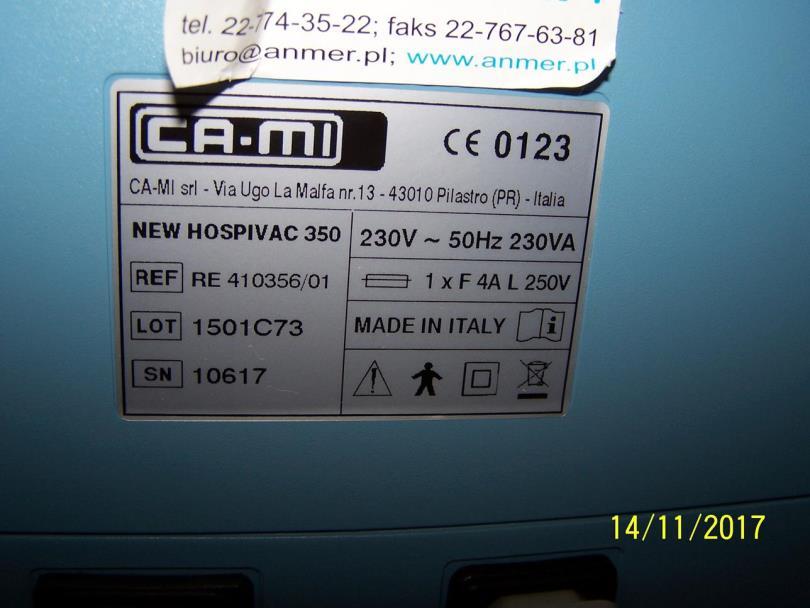 tel. 22-774-35-22; faks 22-767-63-81
biuro@anmer.pl; www.anmer.pl
CA-MI
CE 0123
CA-MI srl - Via Ugo La Malfa nr.13 - 43010 Pilastro (PR) - Italia
NEW HOSPIVAC 350
230V ~ 50Hz 230VA
REF RE 410356/01
1 x F 4A L 250V
LOT 1501C73
MADE IN ITALY i
SN 10617
14/11/2017